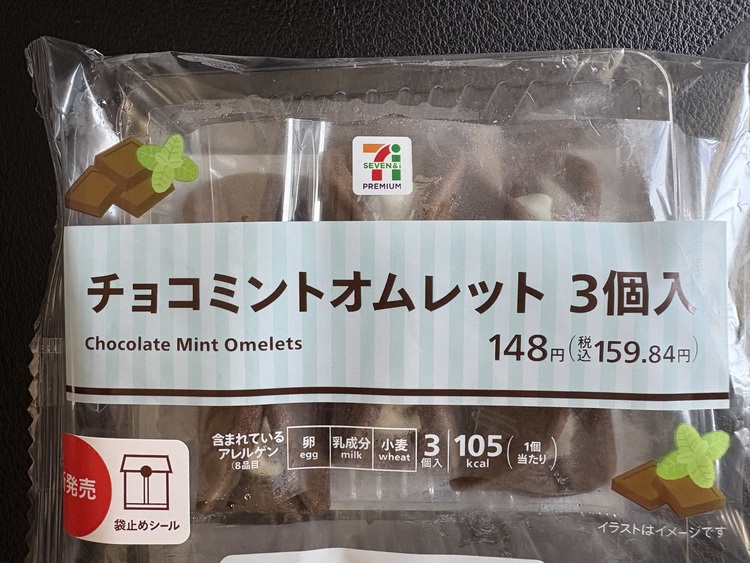 SEVEN&i
PREMIUM
チョコミントオムレット 3個入
Chocolate Mint Omelets
148円(税込159.84円)
含まれている
アレルゲン
(8品目)
卵
egg
乳成分
milk
小麦
wheat
3
個入
105
kcal
(1個
当たり)
発売
袋止めシール
イラストはイメージです